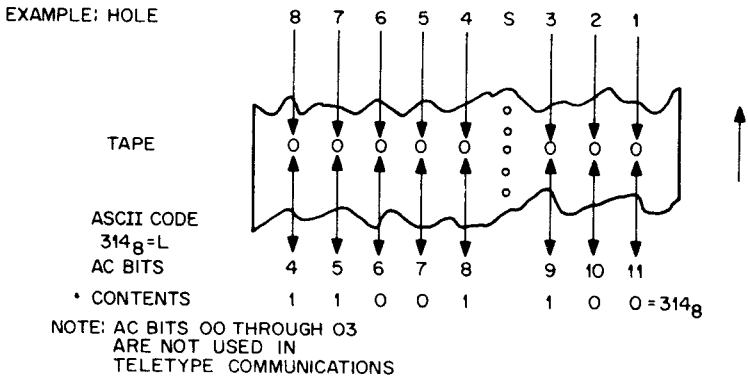 EXAMPLE: HOLE 8 7 6 5 4 S 3 2 1
TAPE
ASCII CODE
314₈=L
AC BITS 4 5 6 7 8 9 10 11
• CONTENTS 1 1 0 0 1 1 0 0 = 314₈
NOTE: AC BITS 00 THROUGH 03
ARE NOT USED IN
TELETYPE COMMUNICATIONS